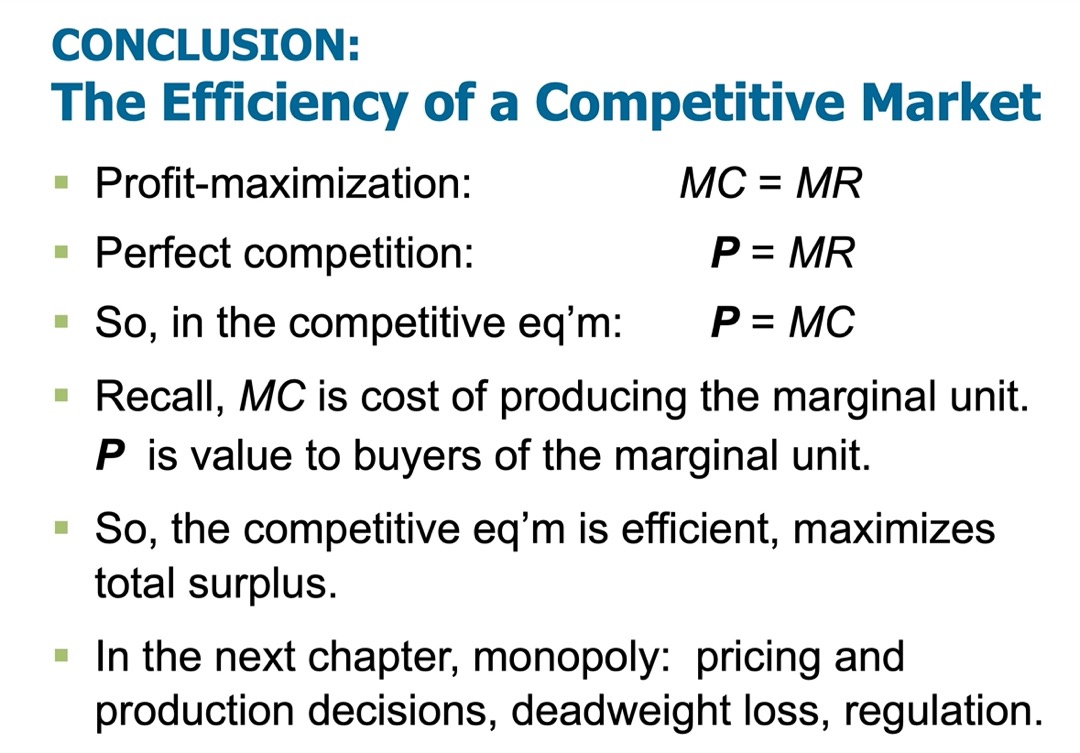 CONCLUSION:
The Efficiency of a Competitive Market
▪ Profit-maximization: MC = MR
▪ Perfect competition: P = MR
▪ So, in the competitive eq’m: P = MC
▪ Recall, MC is cost of producing the marginal unit.
P is value to buyers of the marginal unit.
▪ So, the competitive eq’m is efficient, maximizes
total surplus.
▪ In the next chapter, monopoly: pricing and
production decisions, deadweight loss, regulation.